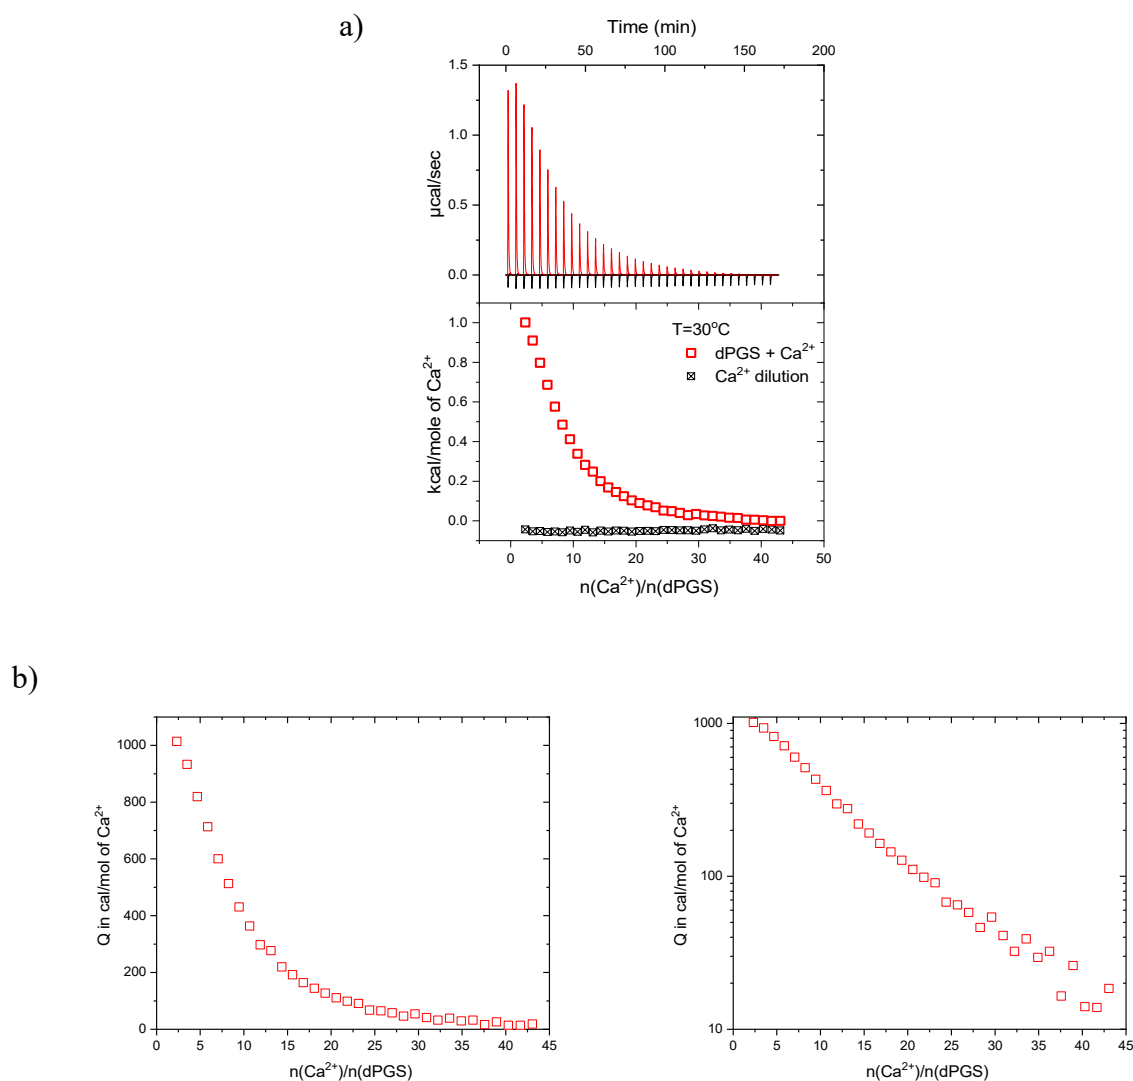 a)
Time (min)
0 50 100 150 200
1.5
1.0
0.5
0.0
µcal/sec
T=30°C
dPGS + Ca²⁺
Ca²⁺ dilution
1.0
0.8
0.6
0.4
0.2
0.0
kcal/mole of Ca²⁺
0 10 20 30 40 50
n(Ca²⁺)/n(dPGS)
b)
1000
800
600
400
200
0
Q in cal/mol of Ca²⁺
0 5 10 15 20 25 30 35 40 45
n(Ca²⁺)/n(dPGS)
1000
100
10
Q in cal/mol of Ca²⁺
0 5 10 15 20 25 30 35 40 45
n(Ca²⁺)/n(dPGS)